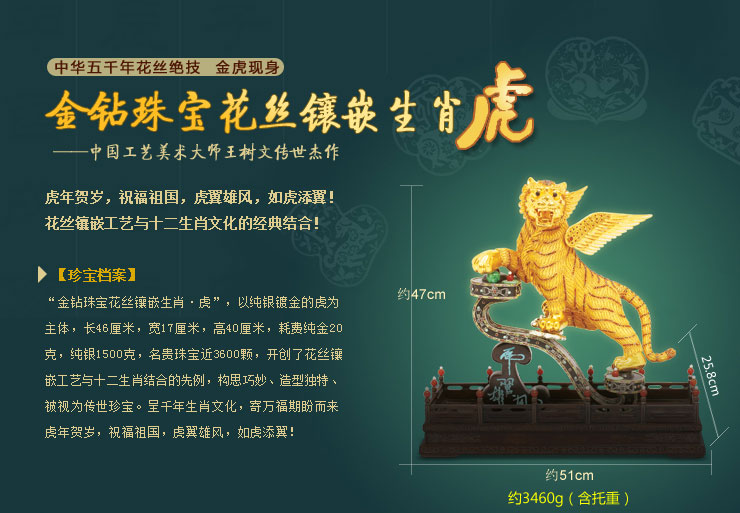 中华五千年花丝绝技 金虎现身
金钻珠宝花丝镶嵌生肖虎
——中国工艺美术大师王树文传世杰作
虎年贺岁，祝福祖国，虎翼雄风，如虎添翼！
花丝镶嵌工艺与十二生肖文化的经典结合！
【珍宝档案】
“金钻珠宝花丝镶嵌生肖·虎”，以纯银镀金的虎为
主体，长46厘米，宽17厘米，高40厘米，耗费纯金20
克，纯银1500克，名贵珠宝近3600颗，开创了花丝镶
嵌工艺与十二生肖结合的先例，构思巧妙、造型独特、
被视为传世珍宝。呈千年生肖文化，寄万福期盼而来
虎年贺岁，祝福祖国，虎翼雄风，如虎添翼！
约47cm
25.8cm
约51cm
约3460g（含托重）